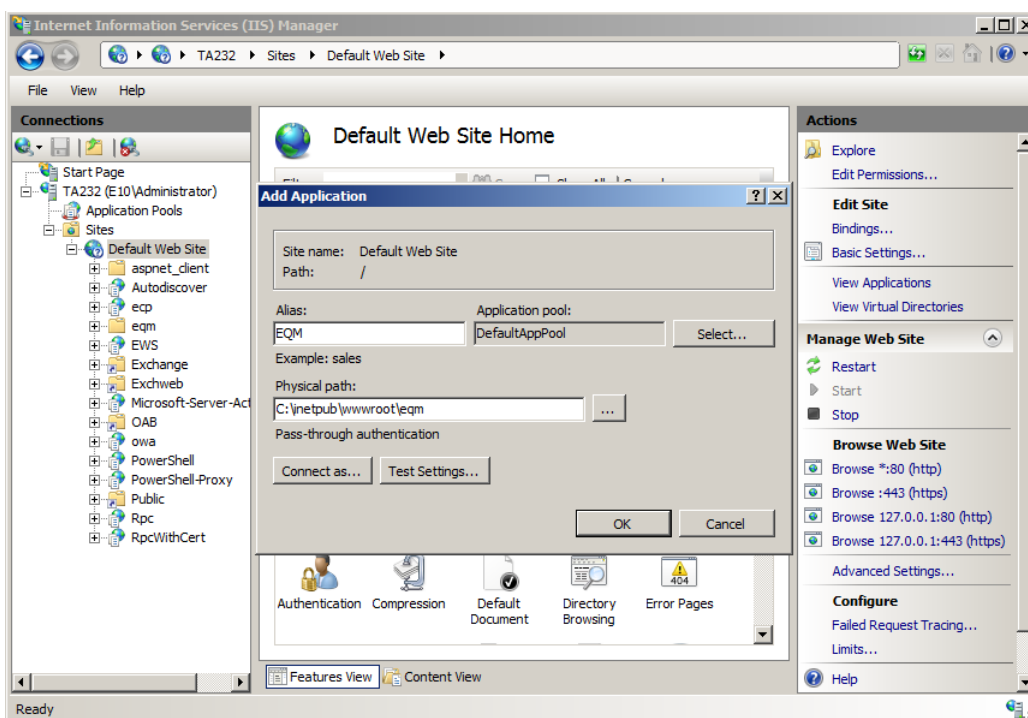 Internet Information Services (IIS) Manager
TA232 Sites Default Web Site
File View Help
Connections
Start Page
TA232 (E10\Administrator)
Application Pools
Sites
Default Web Site
aspnet_client
Autodiscover
ecp
eqm
EWS
Exchange
Exchweb
Microsoft-Server-Act
OAB
owa
PowerShell
PowerShell-Proxy
Public
Rpc
RpcWithCert
Default Web Site Home
Add Application
Site name: Default Web Site
Path: /
Alias: Application pool:
EQM DefaultAppPool Select...
Example: sales
Physical path:
C:\inetpub\wwwroot\eqm ...
Pass-through authentication
Connect as... Test Settings...
OK Cancel
404
Authentication Compression Default Document Directory Browsing Error Pages
Features View Content View
Actions
Explore
Edit Permissions...
Edit Site
Bindings...
Basic Settings...
View Applications
View Virtual Directories
Manage Web Site
Restart
Start
Stop
Browse Web Site
Browse *:80 (http)
Browse :443 (https)
Browse 127.0.0.1:80 (http)
Browse 127.0.0.1:443 (https)
Advanced Settings...
Configure
Failed Request Tracing...
Limits...
Help
Ready